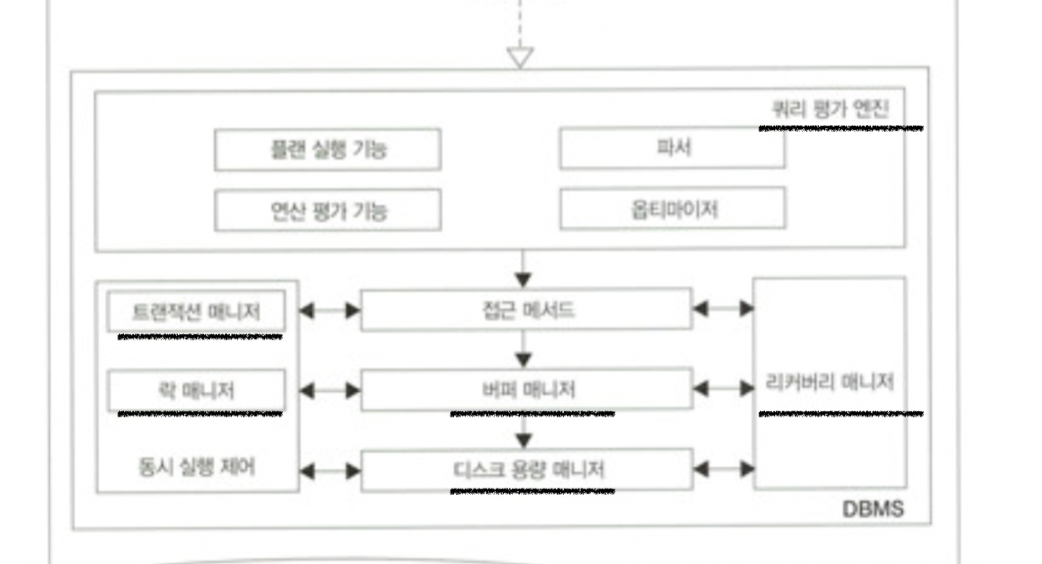 쿼리 평가 엔진
플랜 실행 기능
파서
연산 평가 기능
옵티마이저
트랜잭션 매니저
접근 메서드
락 매니저
버퍼 매니저
리커버리 매니저
동시 실행 제어
디스크 용량 매니저
DBMS